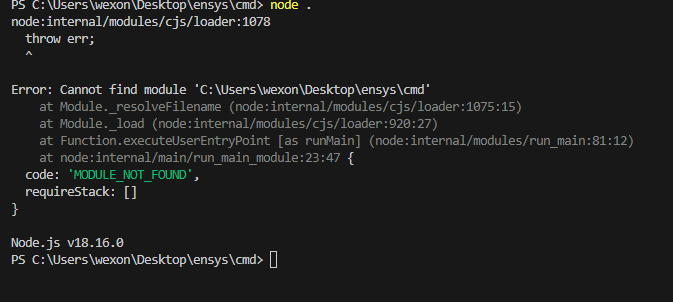 PS C:\Users\wexon\Desktop\ensys\cmd> node .
node:internal/modules/cjs/loader:1078
  throw err;
  ^

Error: Cannot find module 'C:\Users\wexon\Desktop\ensys\cmd'
    at Module._resolveFilename (node:internal/modules/cjs/loader:1075:15)
    at Module._load (node:internal/modules/cjs/loader:920:27)
    at Function.executeUserEntryPoint [as runMain] (node:internal/modules/run_main:81:12)
    at node:internal/main/run_main_module:23:47 {
  code: 'MODULE_NOT_FOUND',
  requireStack: []
}

Node.js v18.16.0
PS C:\Users\wexon\Desktop\ensys\cmd>